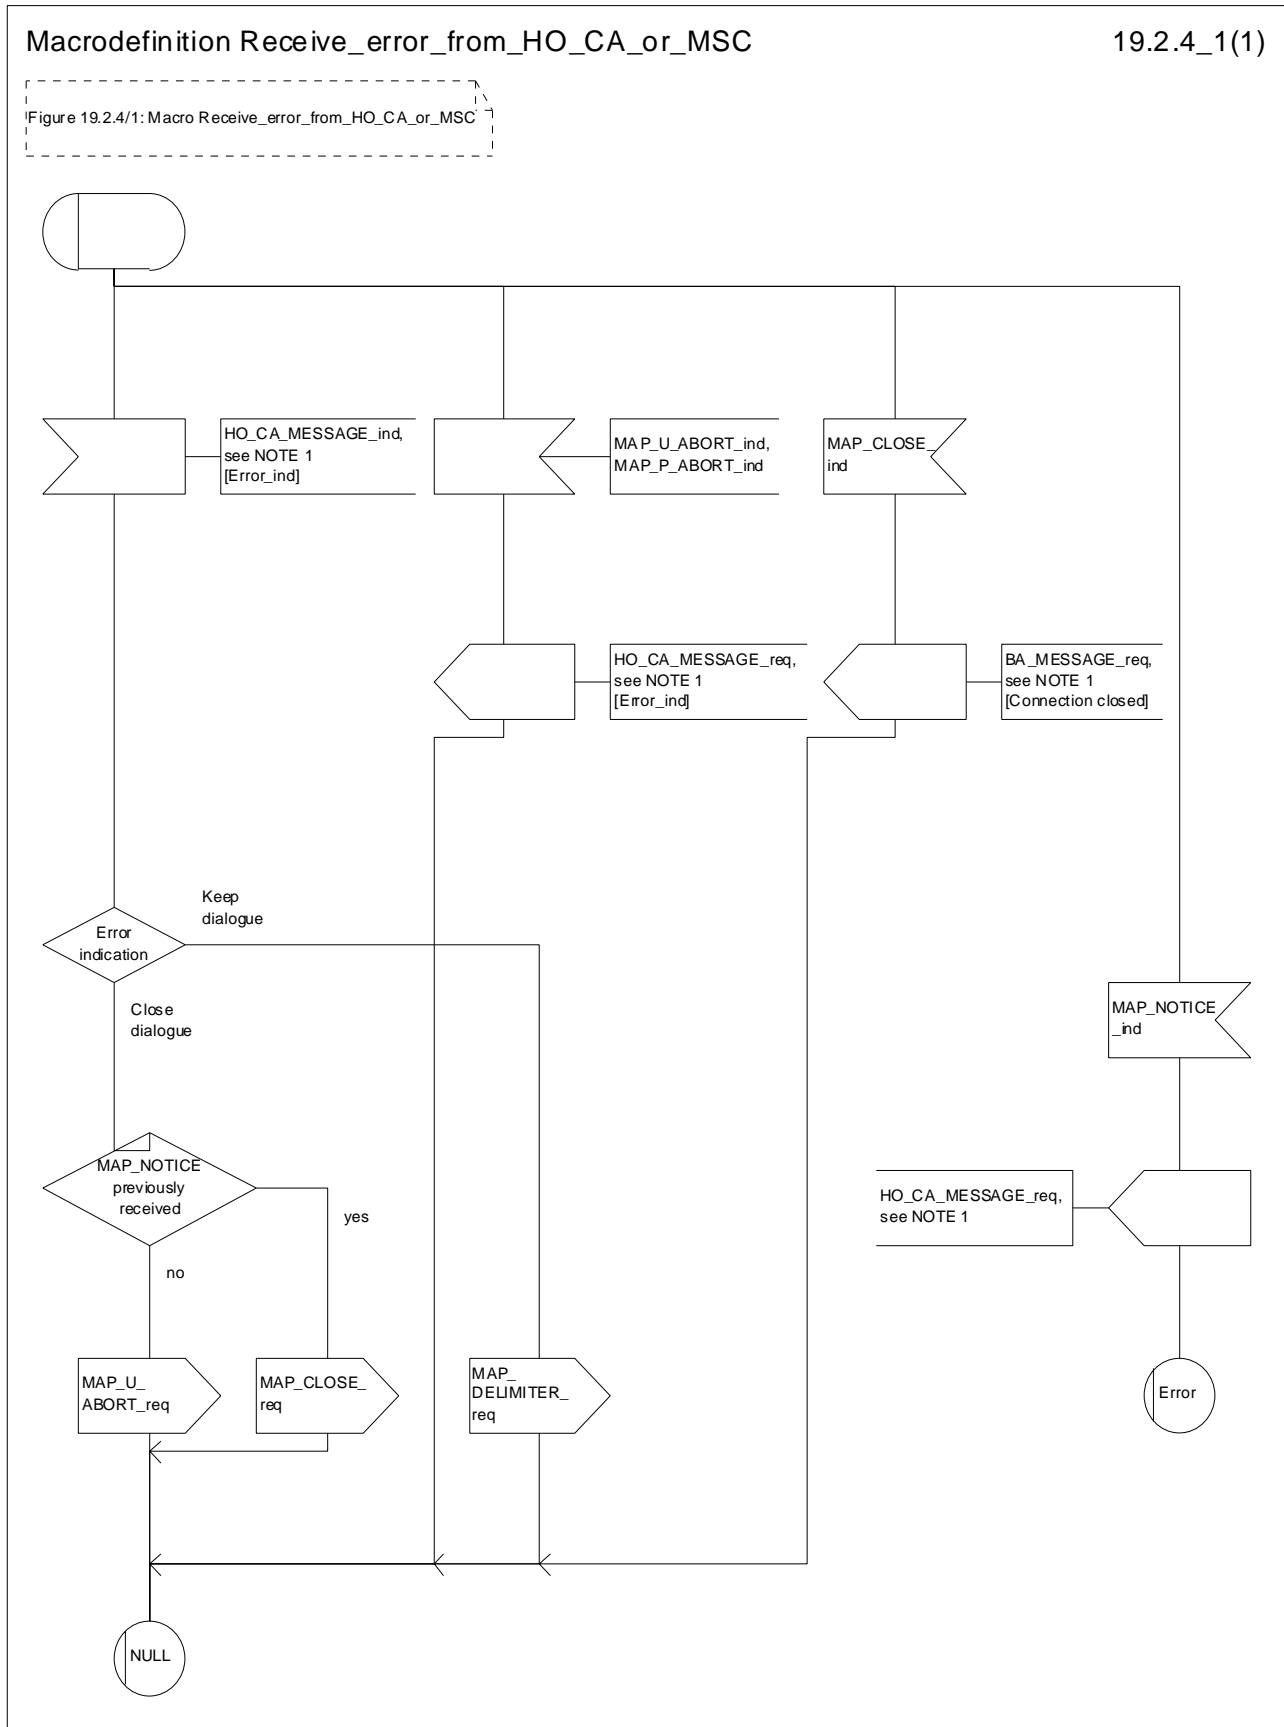 Macrodefinition Receive_error_from_HO_CA_or_MSC
19.2.4_1(1)
Figure 19.2.4/1: Macro Receive_error_from_HO_CA_or_MSC
HO_CA_MESSAGE_ind,
see NOTE 1
[Error_ind]
MAP_U_ABORT_ind,
MAP_P_ABORT_ind
MAP_CLOSE_
ind
HO_CA_MESSAGE_req,
see NOTE 1
[Error_ind]
BA_MESSAGE_req,
see NOTE 1
[Connection closed]
Keep
dialogue
Error
indication
Close
dialogue
MAP_NOTICE
_ind
MAP_NOTICE
previously
received
HO_CA_MESSAGE_req,
see NOTE 1
yes
no
MAP_U_
ABORT_req
MAP_CLOSE_
req
MAP_
DELIMITER_
req
Error
NULL